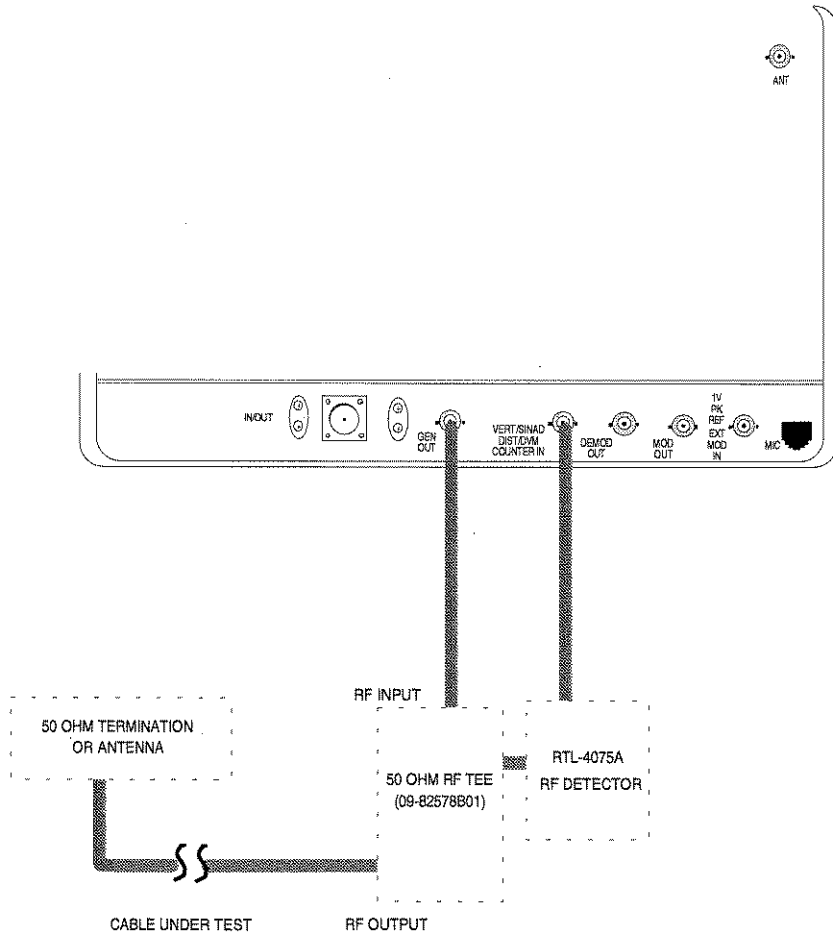 ANT
IN/OUT
GEN
OUT
VERT/SINAD
DIST/DVM
COUNTER IN
DEMOD
OUT
MOD
OUT
1V
PK
REF
EXT
MOD
IN
MIC
RF INPUT
50 OHM TERMINATION
OR ANTENNA
50 OHM RF TEE
(09-82578B01)
RTL-4075A
RF DETECTOR
CABLE UNDER TEST
RF OUTPUT